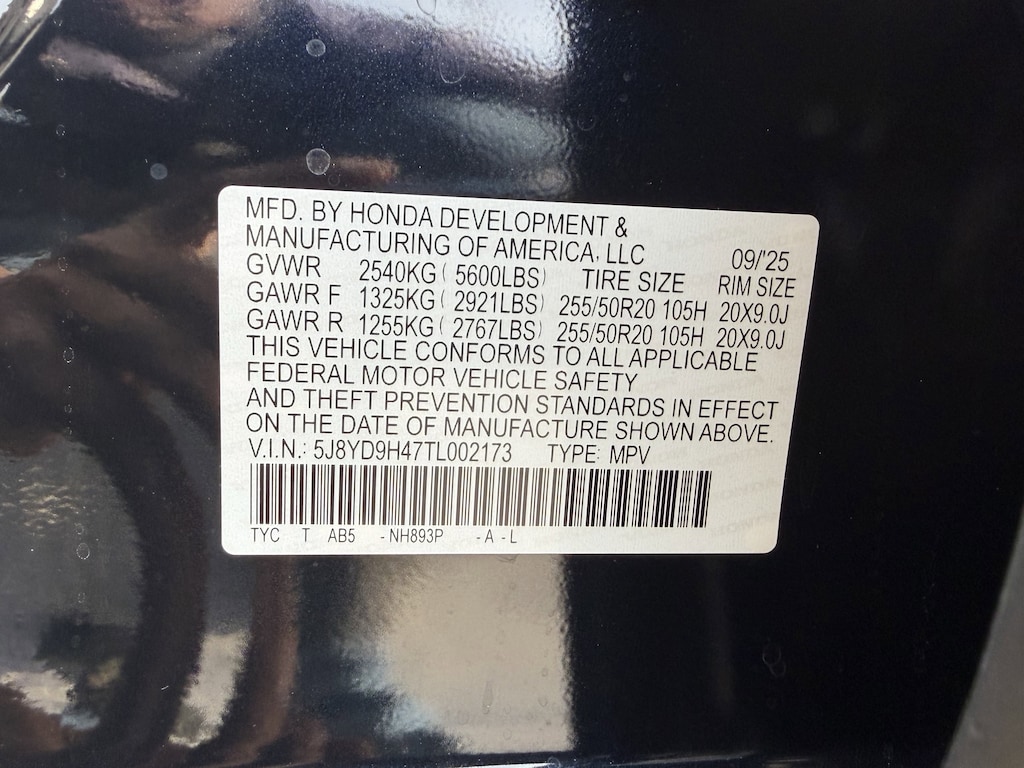 MFD. BY HONDA DEVELOPMENT &
MANUFACTURING OF AMERICA, LLC 09/'25
GVWR 2540KG ( 5600LBS) TIRE SIZE RIM SIZE
GAWR F 1325KG ( 2921LBS) 255/50R20 105H 20X9.0J
GAWR R 1255KG ( 2767LBS) 255/50R20 105H 20X9.0J
THIS VEHICLE CONFORMS TO ALL APPLICABLE
FEDERAL MOTOR VEHICLE SAFETY
AND THEFT PREVENTION STANDARDS IN EFFECT
ON THE DATE OF MANUFACTURE SHOWN ABOVE.
V.I.N.: 5J8YD9H47TL002173 TYPE: MPV
TYC T AB5 - NH893P - A - L